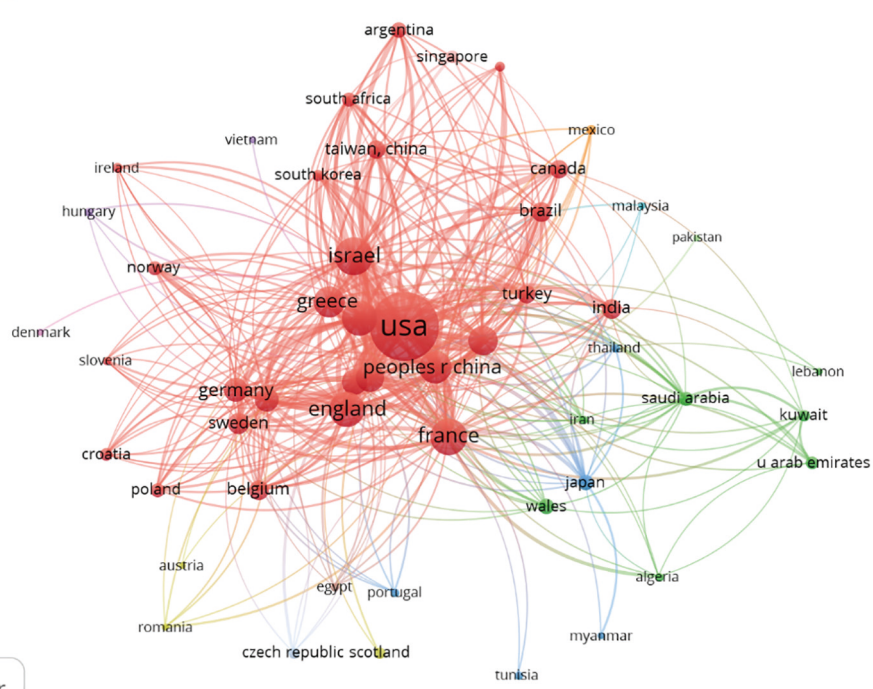 argentina
singapore
south africa
mexico
vietnam
taiwan, china
ireland
south korea
canada
hungary
brazil
malaysia
pakistan
israel
norway
greece
turkey
india
usa
denmark
thailand
slovenia
peoples r china
lebanon
germany
saudi arabia
england
kuwait
sweden
iran
france
croatia
u arab emirates
poland
belgium
japan
wales
austria
egypt
portugal
algeria
romania
myanmar
czech republic
scotland
tunisia